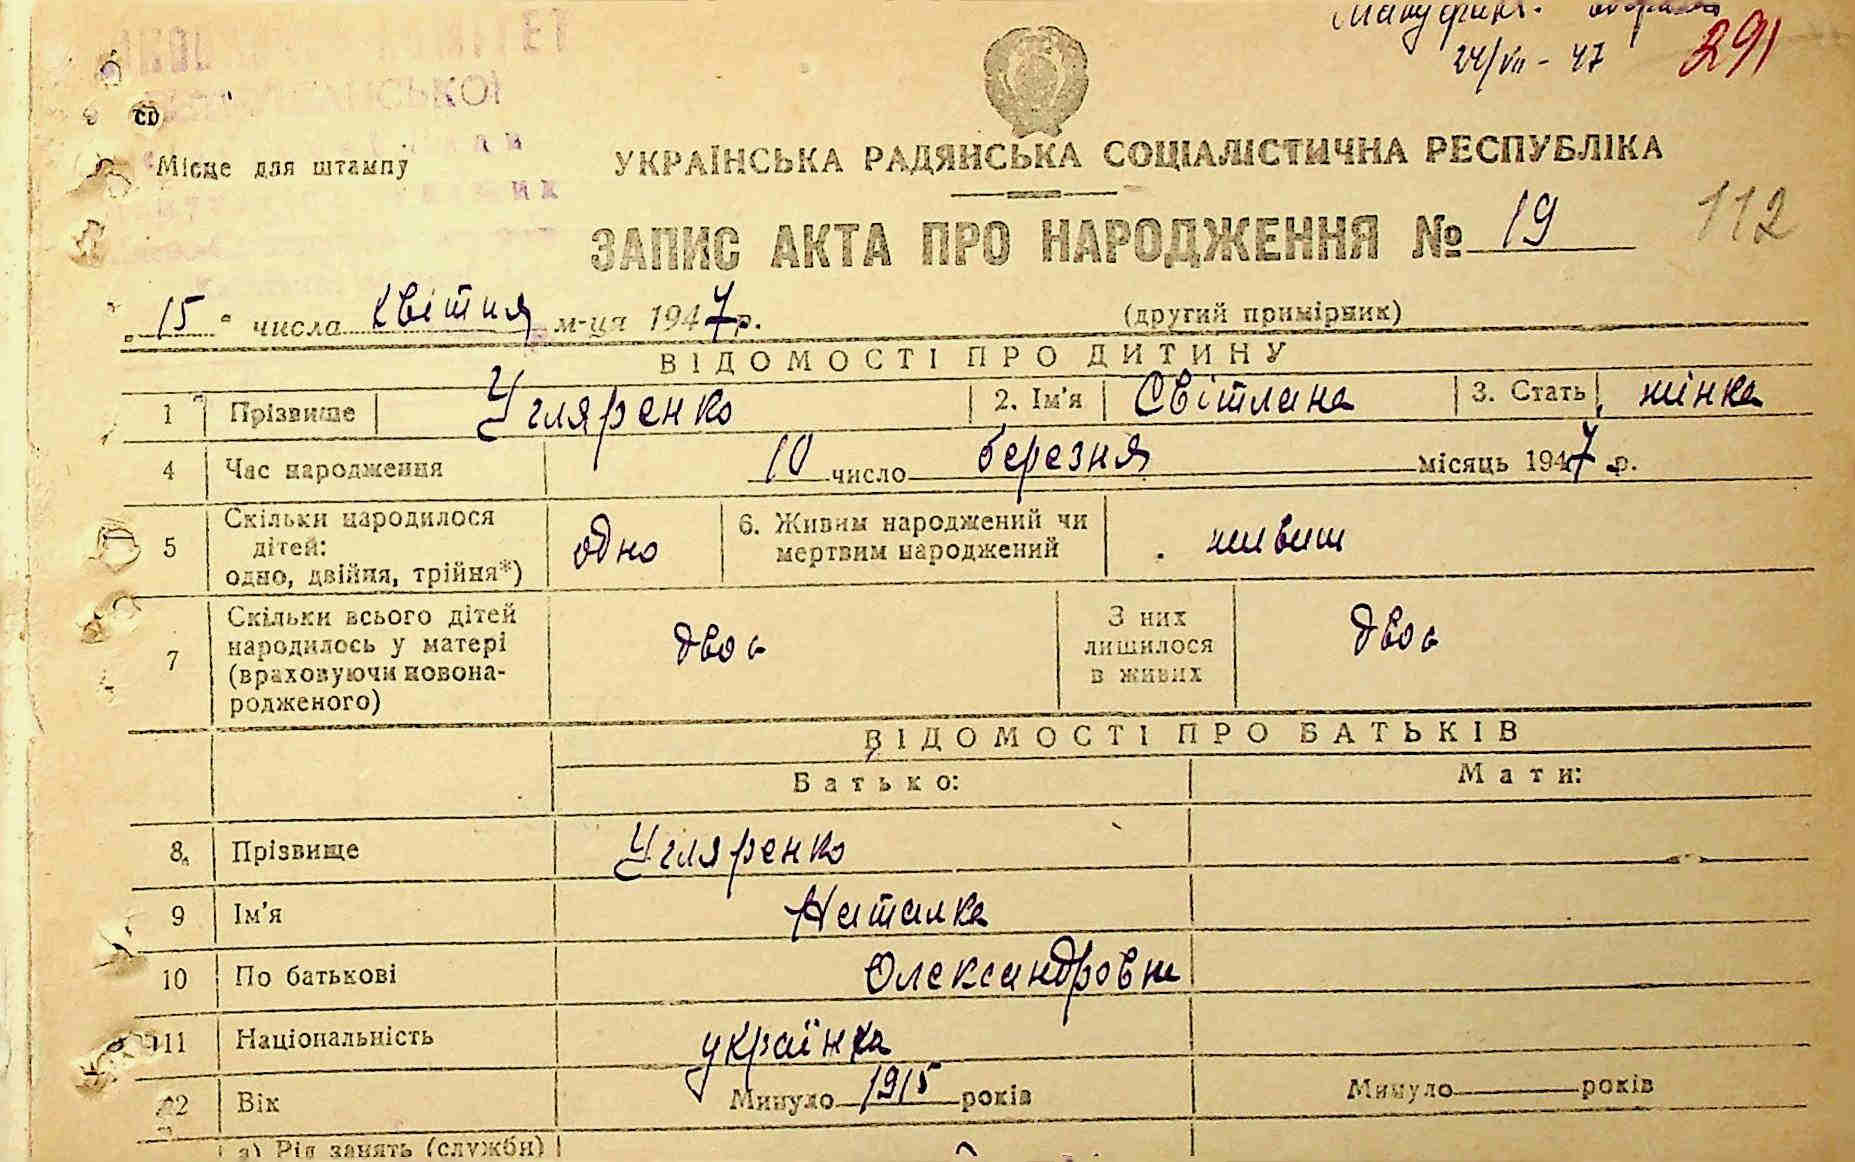 24/VII - 47
291
Місце для штампу
УКРАЇНСЬКА РАДЯНСЬКА СОЦІАЛІСТИЧНА РЕСПУБЛІКА
ЗАПИС АКТА ПРО НАРОДЖЕННЯ № 19
112
"15" числа квітня м-ця 1947 р.
(другий примірник)
ВІДОМОСТІ ПРО ДИТИНУ
1 Прізвище Угляренко 2. Ім'я Світлана 3. Стать жінка
4 Час народження 10 число березня місяць 1947 р.
5 Скільки народилося дітей: одно, двійня, трійня*) одно 6. Живим народжений чи мертвим народжений живим
7 Скільки всього дітей народилось у матері (враховуючи новонародженого) двоє З них лишилося в живих двоє
ВІДОМОСТІ ПРО БАТЬКІВ
Батько: Мати:
8 Прізвище Угляренко
9 Ім'я Наталка
10 По батькові Олександровн
11 Національність українка
12 Вік Минуло 1915 років Минуло років
а) Рід занять (служби)